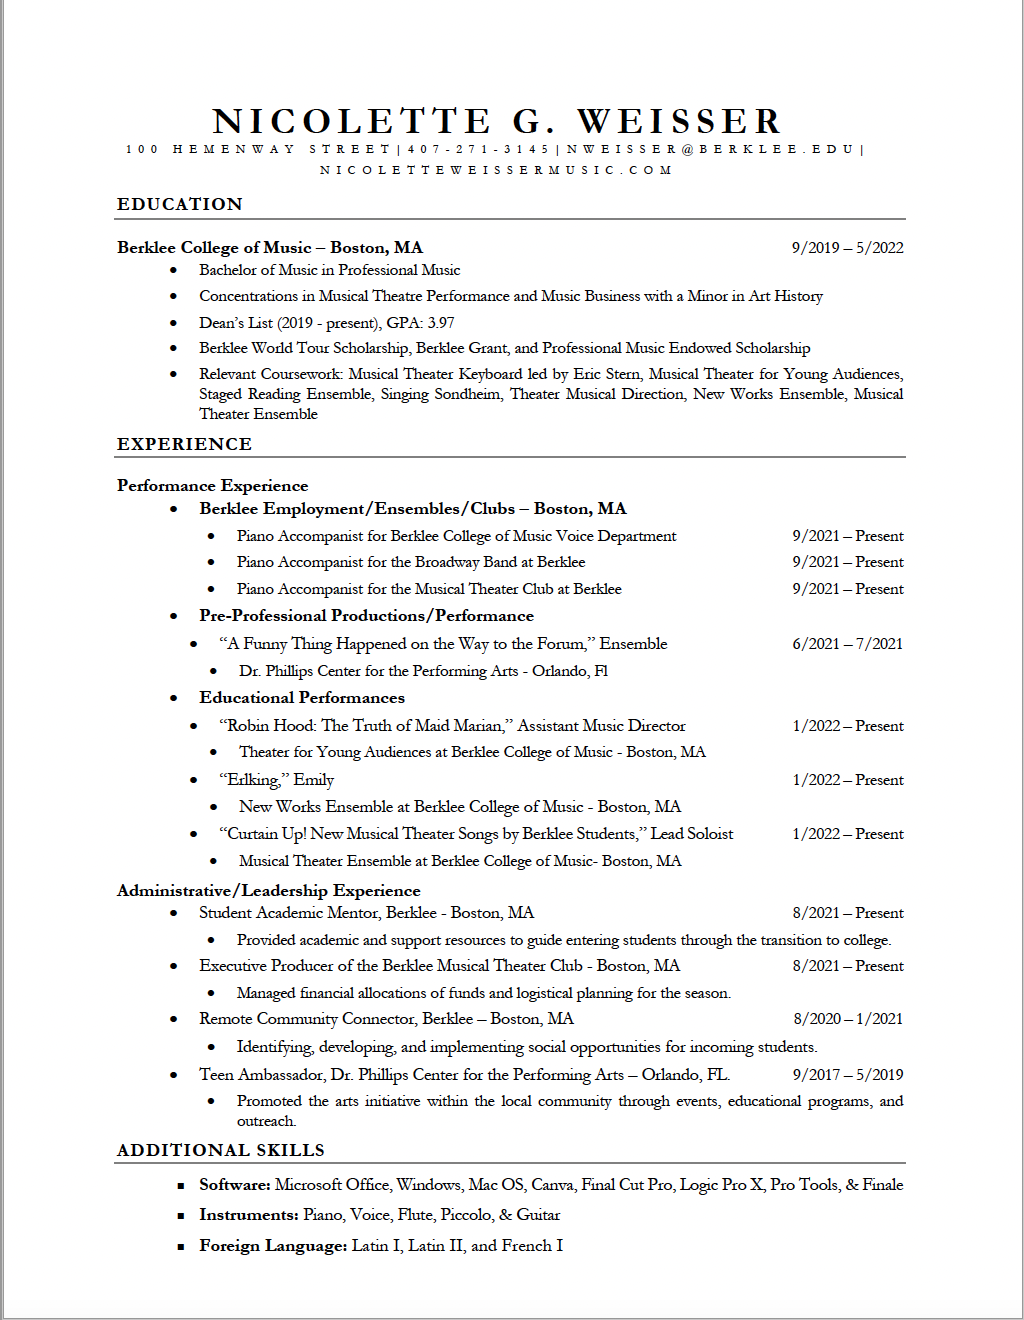 NICOLETTE G. WEISSER
100 HEMENWAY STREET|407-271-3145|NWEISSER@BERKLEE.EDU|
NICOLETTEWEISSERMUSIC.COM
EDUCATION
Berklee College of Music – Boston, MA 9/2019 – 5/2022
• Bachelor of Music in Professional Music
• Concentrations in Musical Theatre Performance and Music Business with a Minor in Art History
• Dean's List (2019 - present), GPA: 3.97
• Berklee World Tour Scholarship, Berklee Grant, and Professional Music Endowed Scholarship
• Relevant Coursework: Musical Theater Keyboard led by Eric Stern, Musical Theater for Young Audiences,
Staged Reading Ensemble, Singing Sondheim, Theater Musical Direction, New Works Ensemble, Musical
Theater Ensemble
EXPERIENCE
Performance Experience
• Berklee Employment/Ensembles/Clubs – Boston, MA
• Piano Accompanist for Berklee College of Music Voice Department 9/2021 – Present
• Piano Accompanist for the Broadway Band at Berklee 9/2021 – Present
• Piano Accompanist for the Musical Theater Club at Berklee 9/2021 – Present
• Pre-Professional Productions/Performance
• “A Funny Thing Happened on the Way to the Forum,” Ensemble 6/2021 – 7/2021
• Dr. Phillips Center for the Performing Arts - Orlando, Fl
• Educational Performances
• “Robin Hood: The Truth of Maid Marian,” Assistant Music Director 1/2022 – Present
• Theater for Young Audiences at Berklee College of Music - Boston, MA
• “Erlking,” Emily 1/2022 – Present
• New Works Ensemble at Berklee College of Music - Boston, MA
• “Curtain Up! New Musical Theater Songs by Berklee Students,” Lead Soloist 1/2022 – Present
• Musical Theater Ensemble at Berklee College of Music- Boston, MA
Administrative/Leadership Experience
• Student Academic Mentor, Berklee - Boston, MA 8/2021 – Present
• Provided academic and support resources to guide entering students through the transition to college.
• Executive Producer of the Berklee Musical Theater Club - Boston, MA 8/2021 – Present
• Managed financial allocations of funds and logistical planning for the season.
• Remote Community Connector, Berklee – Boston, MA 8/2020 – 1/2021
• Identifying, developing, and implementing social opportunities for incoming students.
• Teen Ambassador, Dr. Phillips Center for the Performing Arts – Orlando, FL. 9/2017 – 5/2019
• Promoted the arts initiative within the local community through events, educational programs, and
outreach.
ADDITIONAL SKILLS
▪ Software: Microsoft Office, Windows, Mac OS, Canva, Final Cut Pro, Logic Pro X, Pro Tools, & Finale
▪ Instruments: Piano, Voice, Flute, Piccolo, & Guitar
▪ Foreign Language: Latin I, Latin II, and French I